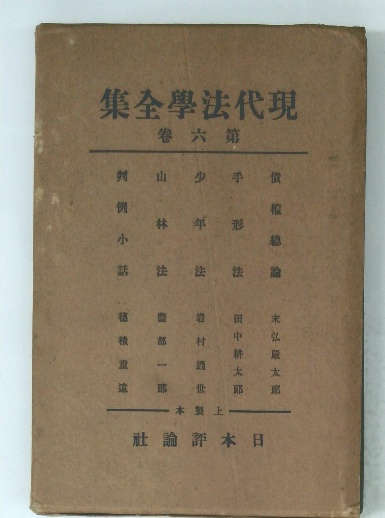 現代法學全集
第六卷
債權總論 末弘嚴太郎
手形法 田中耕太郎
少年法 岩村通世
山林法 薗部一郎
判例小話 穗積重遠
上製本
日本評論社